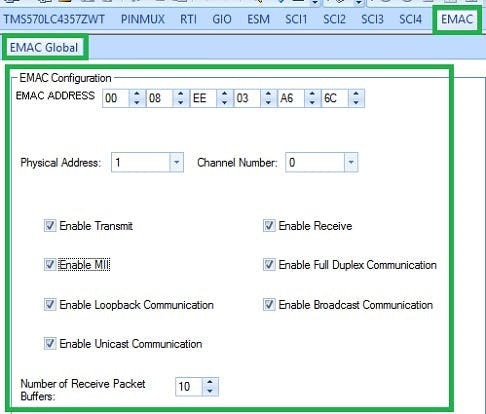 TMS570LC4357ZWT PINMUX RTI GIO ESM SCI1 SCI2 SCI3 SCI4 EMAC
EMAC Global
EMAC Configuration
EMAC ADDRESS 00 08 EE 03 A6 6C
Physical Address: 1 Channel Number: 0
Enable Transmit Enable Receive
Enable MII Enable Full Duplex Communication
Enable Loopback Communication Enable Broadcast Communication
Enable Unicast Communication
Number of Receive Packet
Buffers: 10